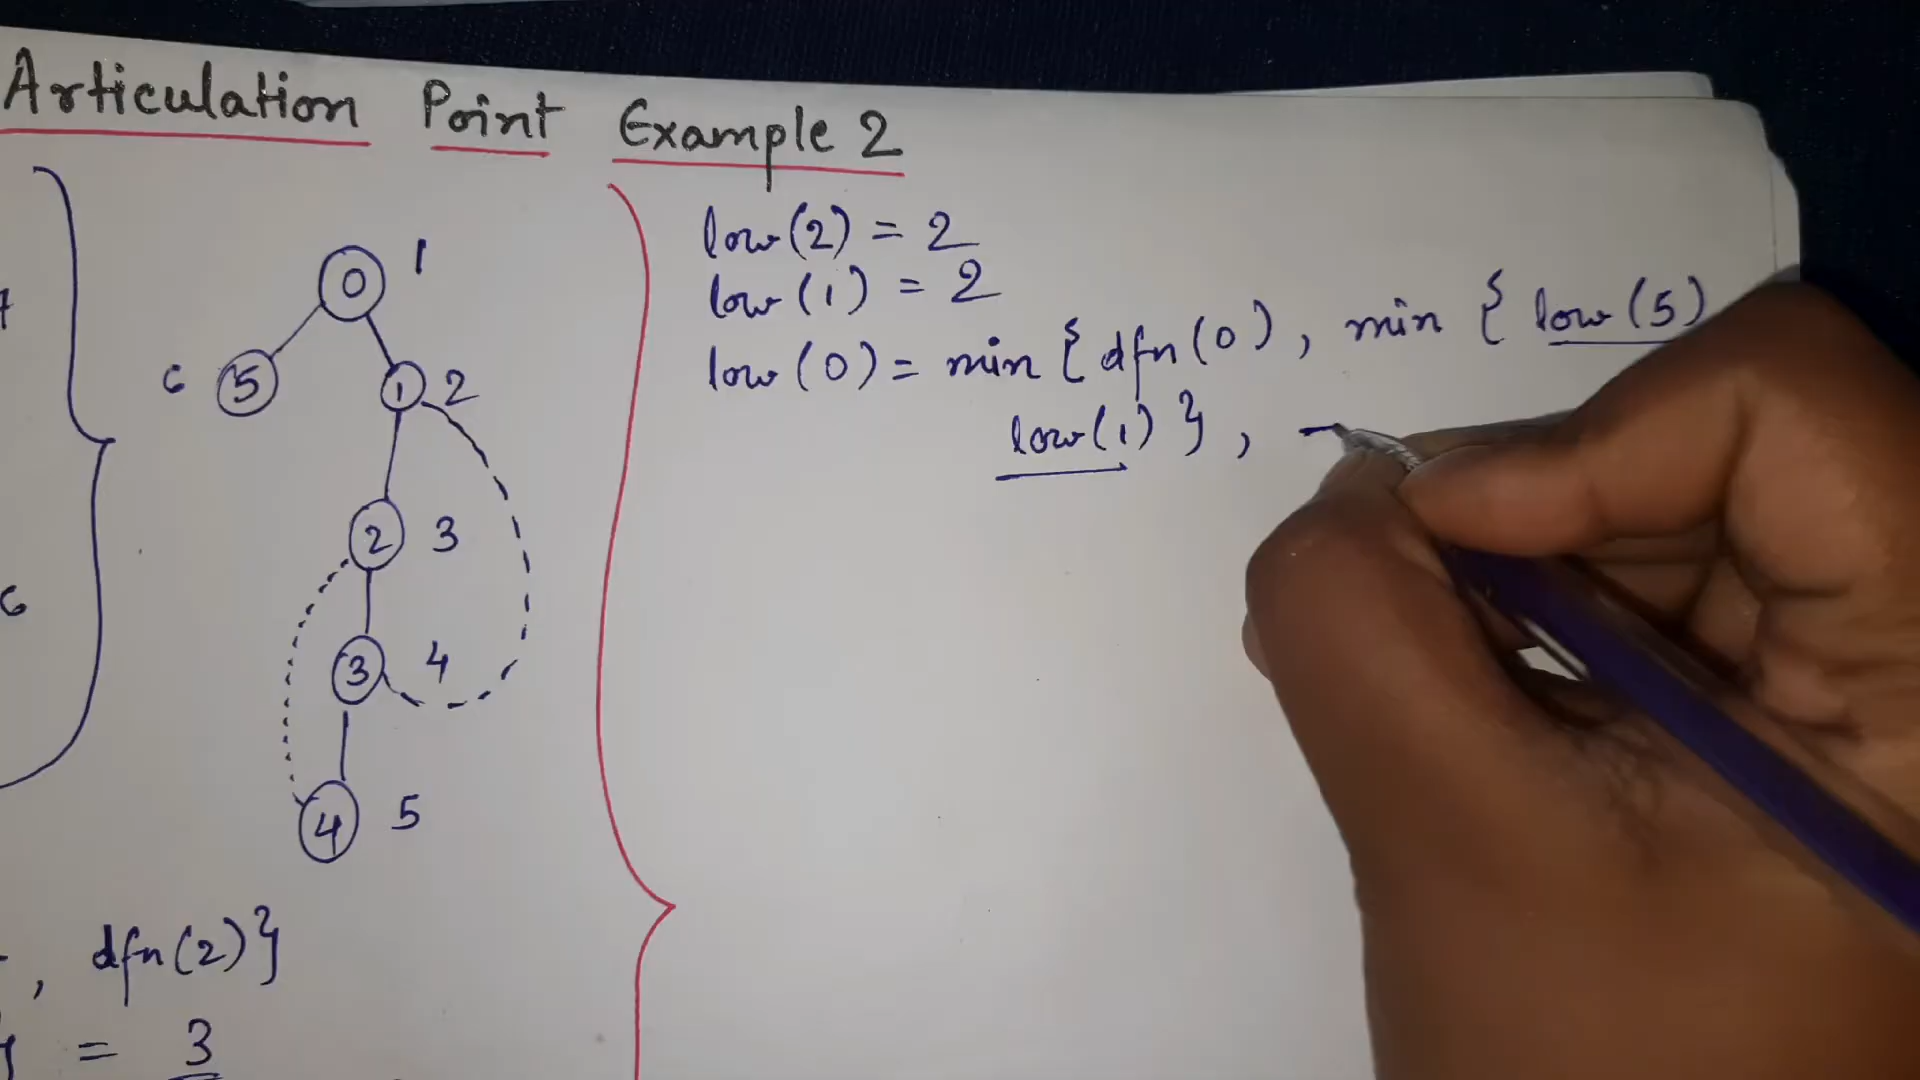 Articulation Point Example 2
low(2) = 2
low(1) = 2
low(0) = min{dfn(0), min{low(5)
low(1)}, —
0 1
6 5
1 2
2 3
3 4
4 5
6
, dfn(2)}
= 3